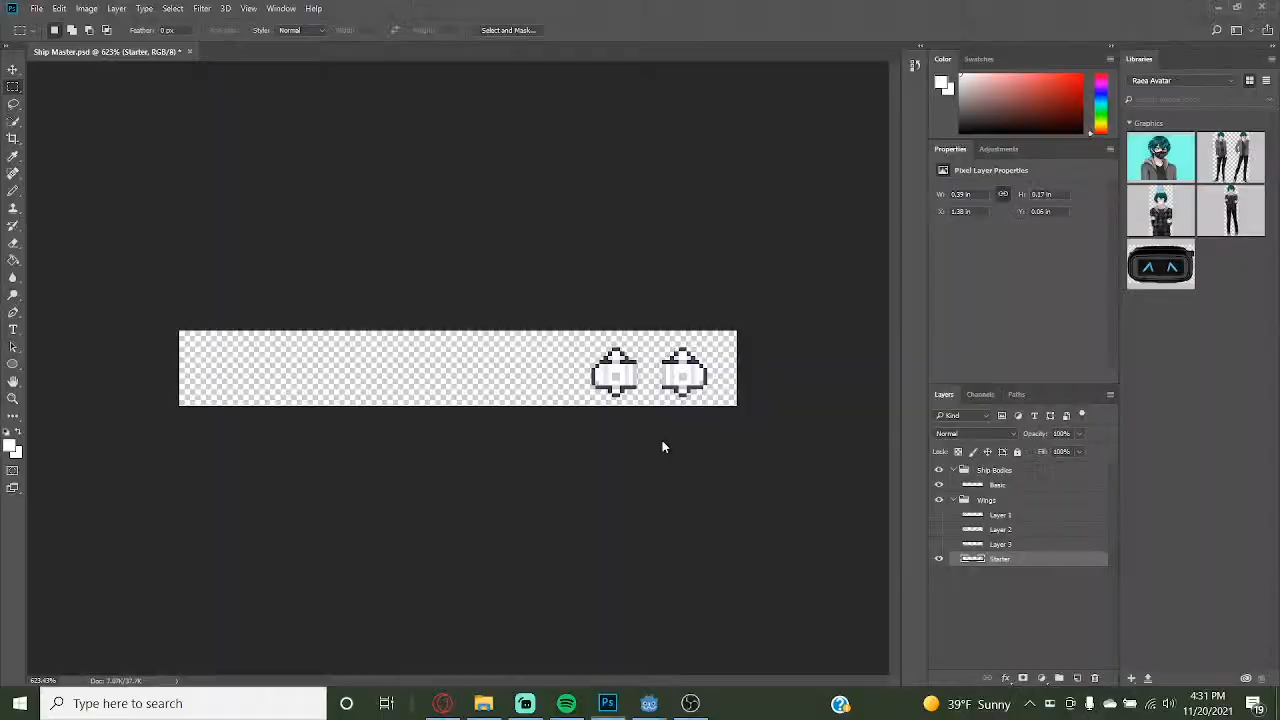 Ps File Edit Image Layer Type Select Filter 3D View Window Help
Feather: 0 px Style: Normal Select and Mask...
Ship Master.psd @ 623% (Starter, RGB/8) * ×
Color Swatches
Libraries
Raea Avatar
Graphics
Properties Adjustments
Pixel Layer Properties
W: 0.39 in H: 0.17 in
X: 1.38 in Y: 0.06 in
Layers Channels Paths
Kind
Normal Opacity: 100%
Lock: Fill: 100%
Ship Bodies
Basic
Wings
Layer 1
Layer 2
Layer 3
Starter
623.43% Doc: 7.07K/37.7K
Type here to search
39°F Sunny
4:31 PM
11/20/2021
19